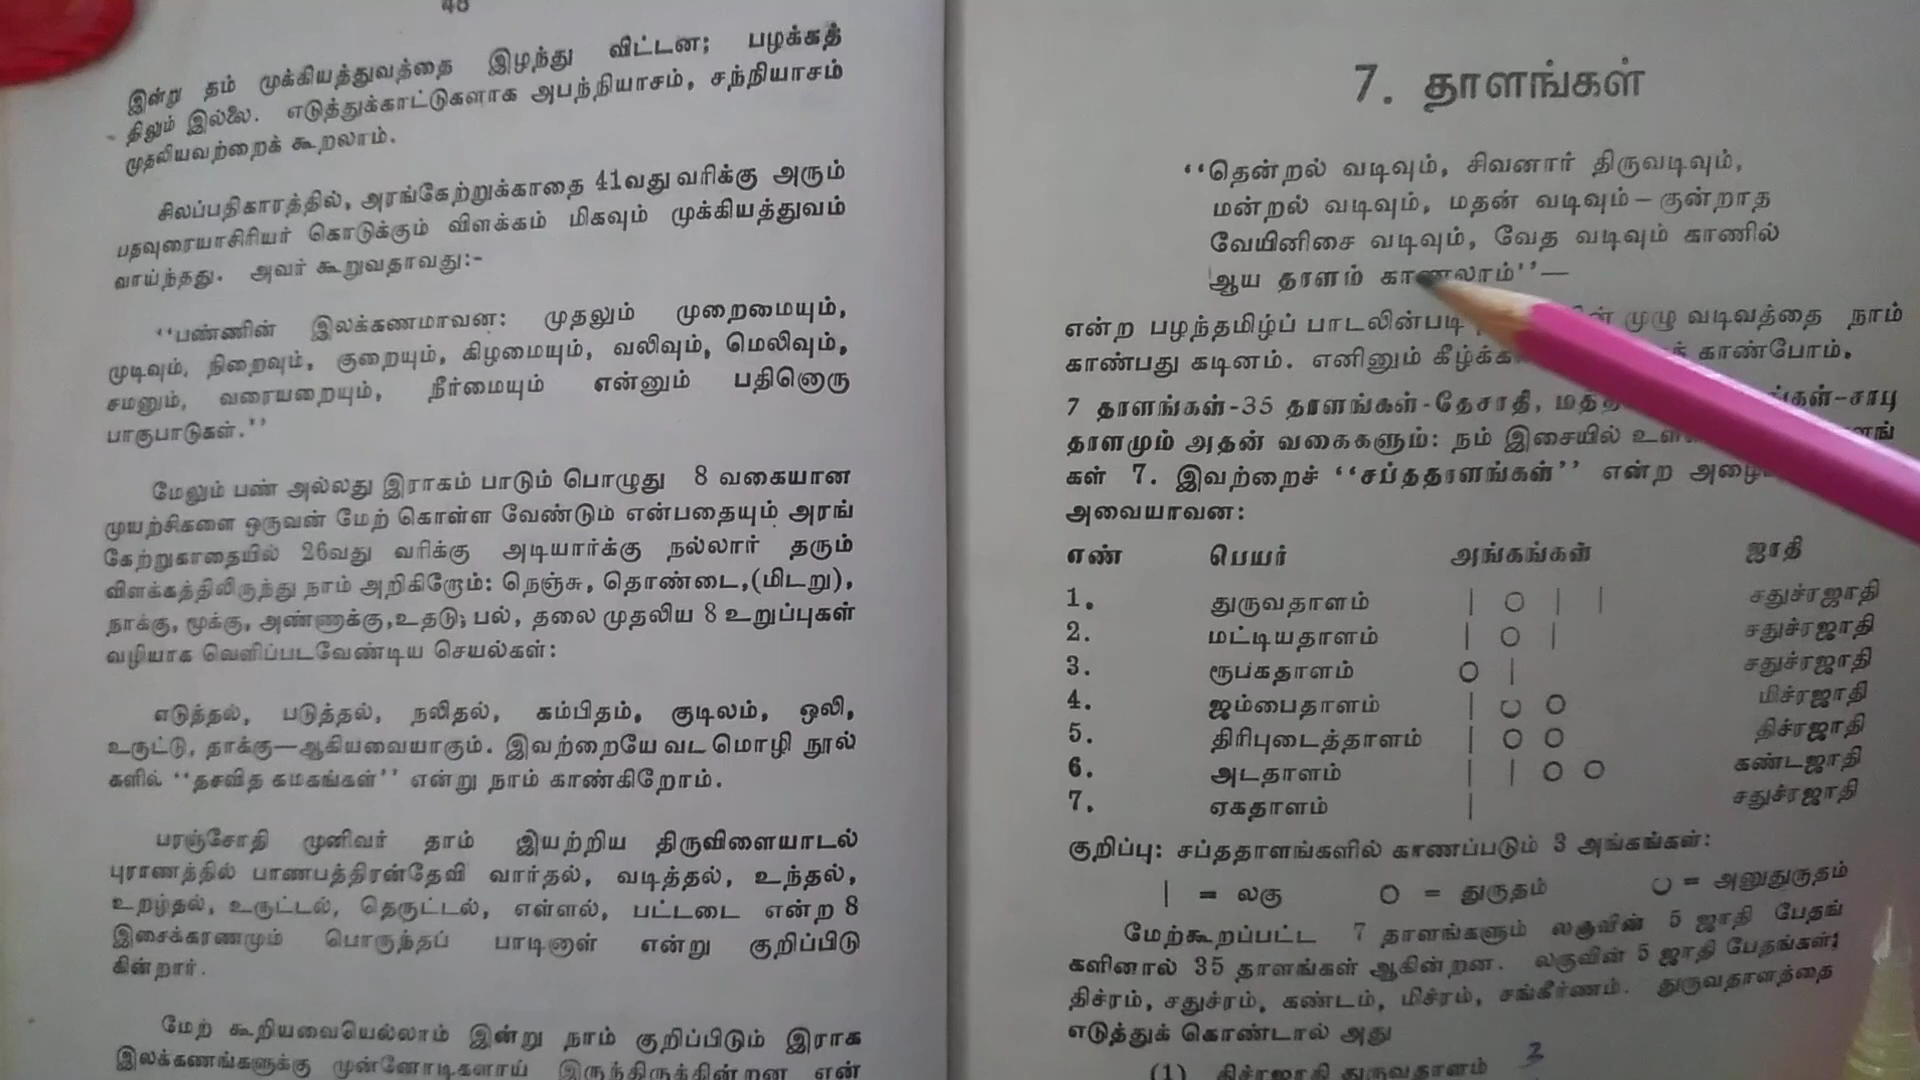 இன்று தம் முக்கியத்துவத்தை இழந்து விட்டன; பழக்கத்
திலும் இல்லை. எடுத்துக்காட்டுகளாக அபந்நியாசம், சந்நியாசம்
முதலியவற்றைக் கூறலாம்.
சிலப்பதிகாரத்தில், அரங்கேற்றுக்காதை 41வது வரிக்கு அரும்
பதவுரையாசிரியர் கொடுக்கும் விளக்கம் மிகவும் முக்கியத்துவம்
வாய்ந்தது. அவர் கூறுவதாவது:-
‘‘பண்ணின் இலக்கணமாவன: முதலும் முறைமையும்,
முடிவும், நிறைவும், குறையும், கிழமையும், வலிவும், மெலிவும்,
சமனும், வரையறையும், நீர்மையும் என்னும் பதினொரு
பாகுபாடுகள்.’’
மேலும் பண் அல்லது இராகம் பாடும் பொழுது 8 வகையான
முயற்சிகளை ஒருவன் மேற் கொள்ள வேண்டும் என்பதையும் அரங்
கேற்றுகாதையில் 26வது வரிக்கு அடியார்க்கு நல்லார் தரும்
விளக்கத்திலிருந்து நாம் அறிகிறோம்: நெஞ்சு, தொண்டை,(மிடறு),
நாக்கு, மூக்கு, அண்ணாக்கு,உதடு; பல், தலை முதலிய 8 உறுப்புகள்
வழியாக வெளிப்படவேண்டிய செயல்கள்:
எடுத்தல், படுத்தல், நலிதல், கம்பிதம், குடிலம், ஒலி,
உருட்டு, தாக்கு—ஆகியவையாகும். இவற்றையே வட மொழி நூல்
களில் ‘‘தசவித கமகங்கள்’’ என்று நாம் காண்கிறோம்.
பரஞ்சோதி முனிவர் தாம் இயற்றிய திருவிளையாடல்
புராணத்தில் பாணபத்திரன்தேவி வார்தல், வடித்தல், உந்தல்,
உறழ்தல், உருட்டல், தெருட்டல், எள்ளல், பட்டடை என்ற 8
இசைக்கரணமும் பொருந்தப் பாடினாள் என்று குறிப்பிடு
கின்றார்.
மேற் கூறியவையெல்லாம் இன்று நாம் குறிப்பிடும் இராக
இலக்கணங்களுக்கு முன்னோடிகளாய் இருந்திருக்கின்றன என்
7. தாளங்கள்
‘‘தென்றல் வடிவும், சிவனார் திருவடிவும்,
மன்றல் வடிவும், மதன் வடிவும்—குன்றாத
வேயினிசை வடிவும், வேத வடிவும் காணில்
ஆய தாளம் காணலாம்’’—
என்ற பழந்தமிழ்ப் பாடலின்படி முழு வடிவத்தை நாம்
காண்பது கடினம். எனினும் காண்போம்.
7 தாளங்கள்-35 தாளங்கள்-தேசாதி,
தாளமும் அதன் வகைகளும்: நம் இசையில்
கள் 7. இவற்றைச் ‘‘சப்ததாளங்கள்’’ என்ற
அவையாவன:
எண் பெயர் அங்கங்கள் ஜாதி
1. துருவதாளம் | O | | சதுச்ரஜாதி
2. மட்டியதாளம் | O | சதுச்ரஜாதி
3. ரூபகதாளம் O | சதுச்ரஜாதி
4. ஜம்பைதாளம் | ∪ O மிச்ரஜாதி
5. திரிபுடைத்தாளம் | O O திச்ரஜாதி
6. அடதாளம் | | O O கண்டஜாதி
7. ஏகதாளம் | சதுச்ரஜாதி
குறிப்பு: சப்ததாளங்களில் காணப்படும் 3 அங்கங்கள்:
| = லகு O = துருதம் ∪ = அனுதுருதம்
மேற்கூறப்பட்ட 7 தாளங்களும் லகுவின் 5 ஜாதி பேதங்
களினால் 35 தாளங்கள் ஆகின்றன. லகுவின் 5 ஜாதி பேதங்கள்:
திச்ரம், சதுச்ரம், கண்டம், மிச்ரம், சங்கீர்ணம். துருவதாளத்தை
எடுத்துக் கொண்டால் அது
(1) திச்ரஜாதி துருவதாளம் 3